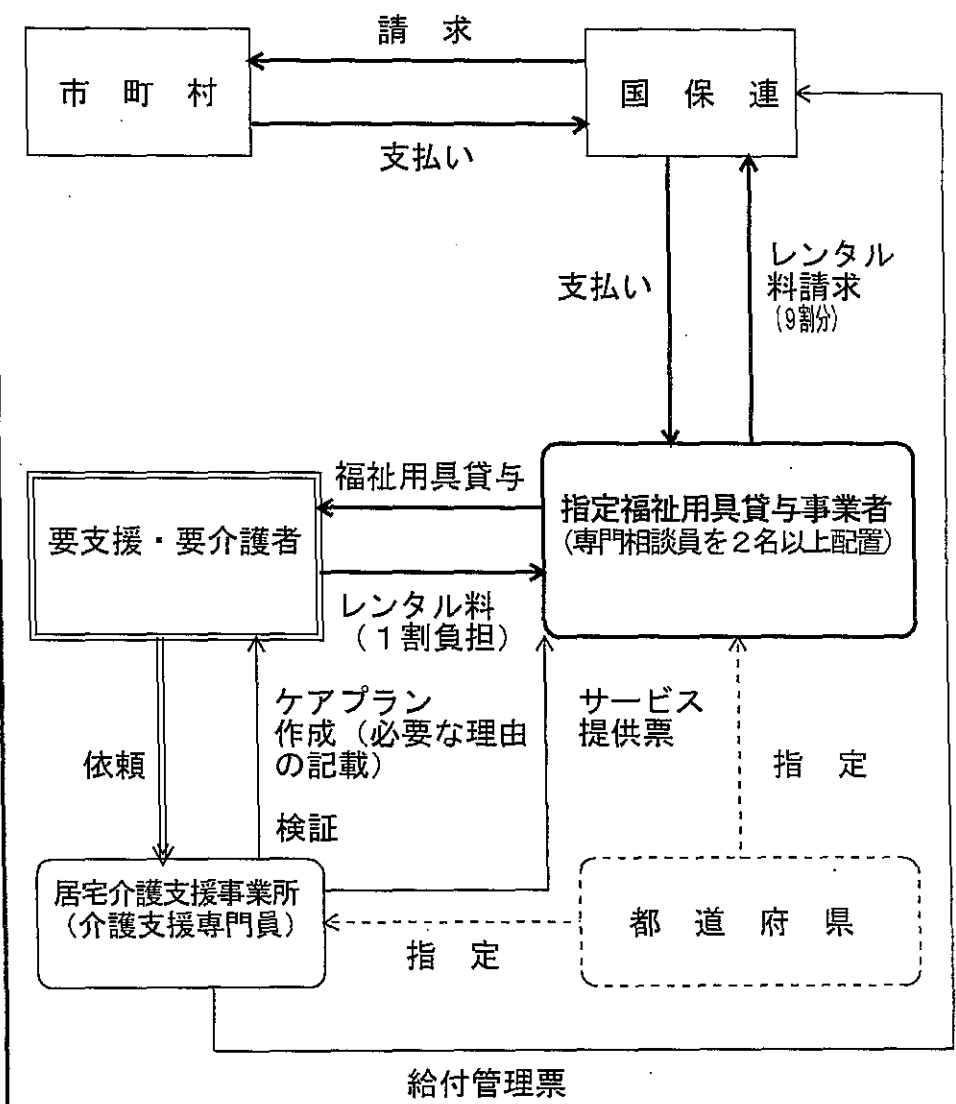 請 求
市 町 村
国 保 連
支払い
支払い
レンタル
料請求
(9割分)
福祉用具貸与
指定福祉用具貸与事業者
(専門相談員を2名以上配置)
要支援・要介護者
レンタル料
(1割負担)
ケアプラン
作成(必要な理由
の記載)
サービス
提供票
依頼
指 定
検証
居宅介護支援事業所
(介護支援専門員)
都 道 府 県
指 定
給付管理票